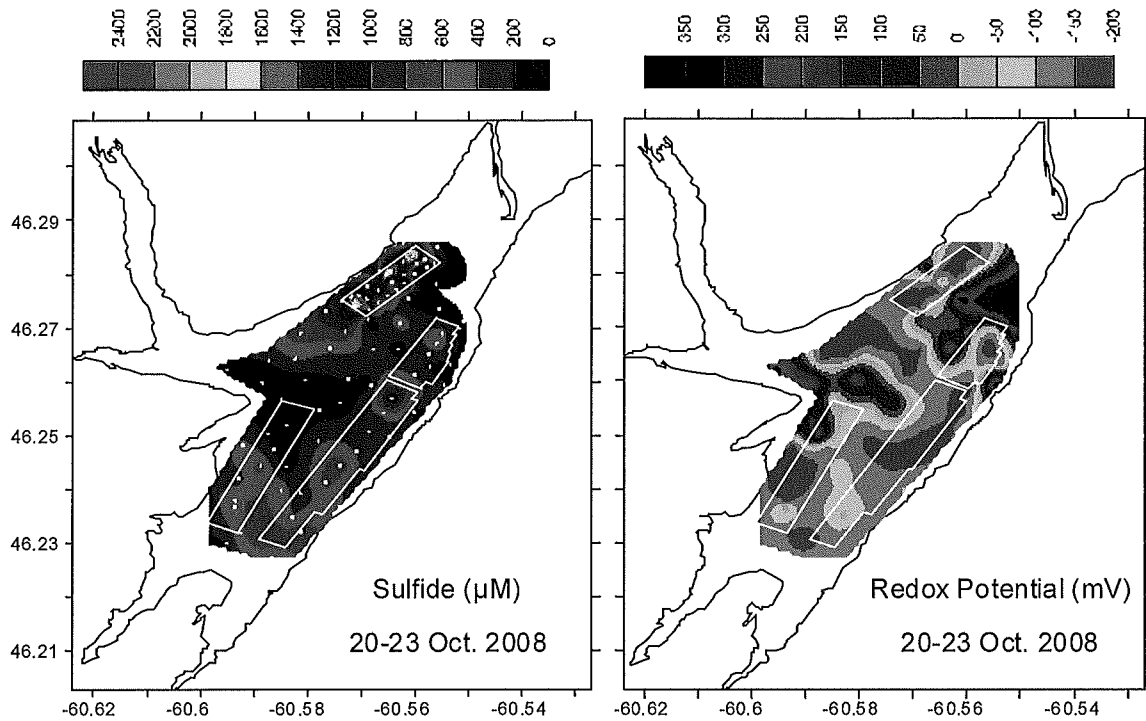 2400 2200 2000 1800 1600 1400 1200 1000 800 600 400 200 0
350 300 250 200 150 100 50 0 -50 -100 -150 -200
46.29
46.27
46.25
46.23
46.21
Sulfide (µM)
20-23 Oct. 2008
Redox Potential (mV)
20-23 Oct. 2008
-60.62 -60.6 -60.58 -60.56 -60.54
-60.62 -60.6 -60.58 -60.56 -60.54